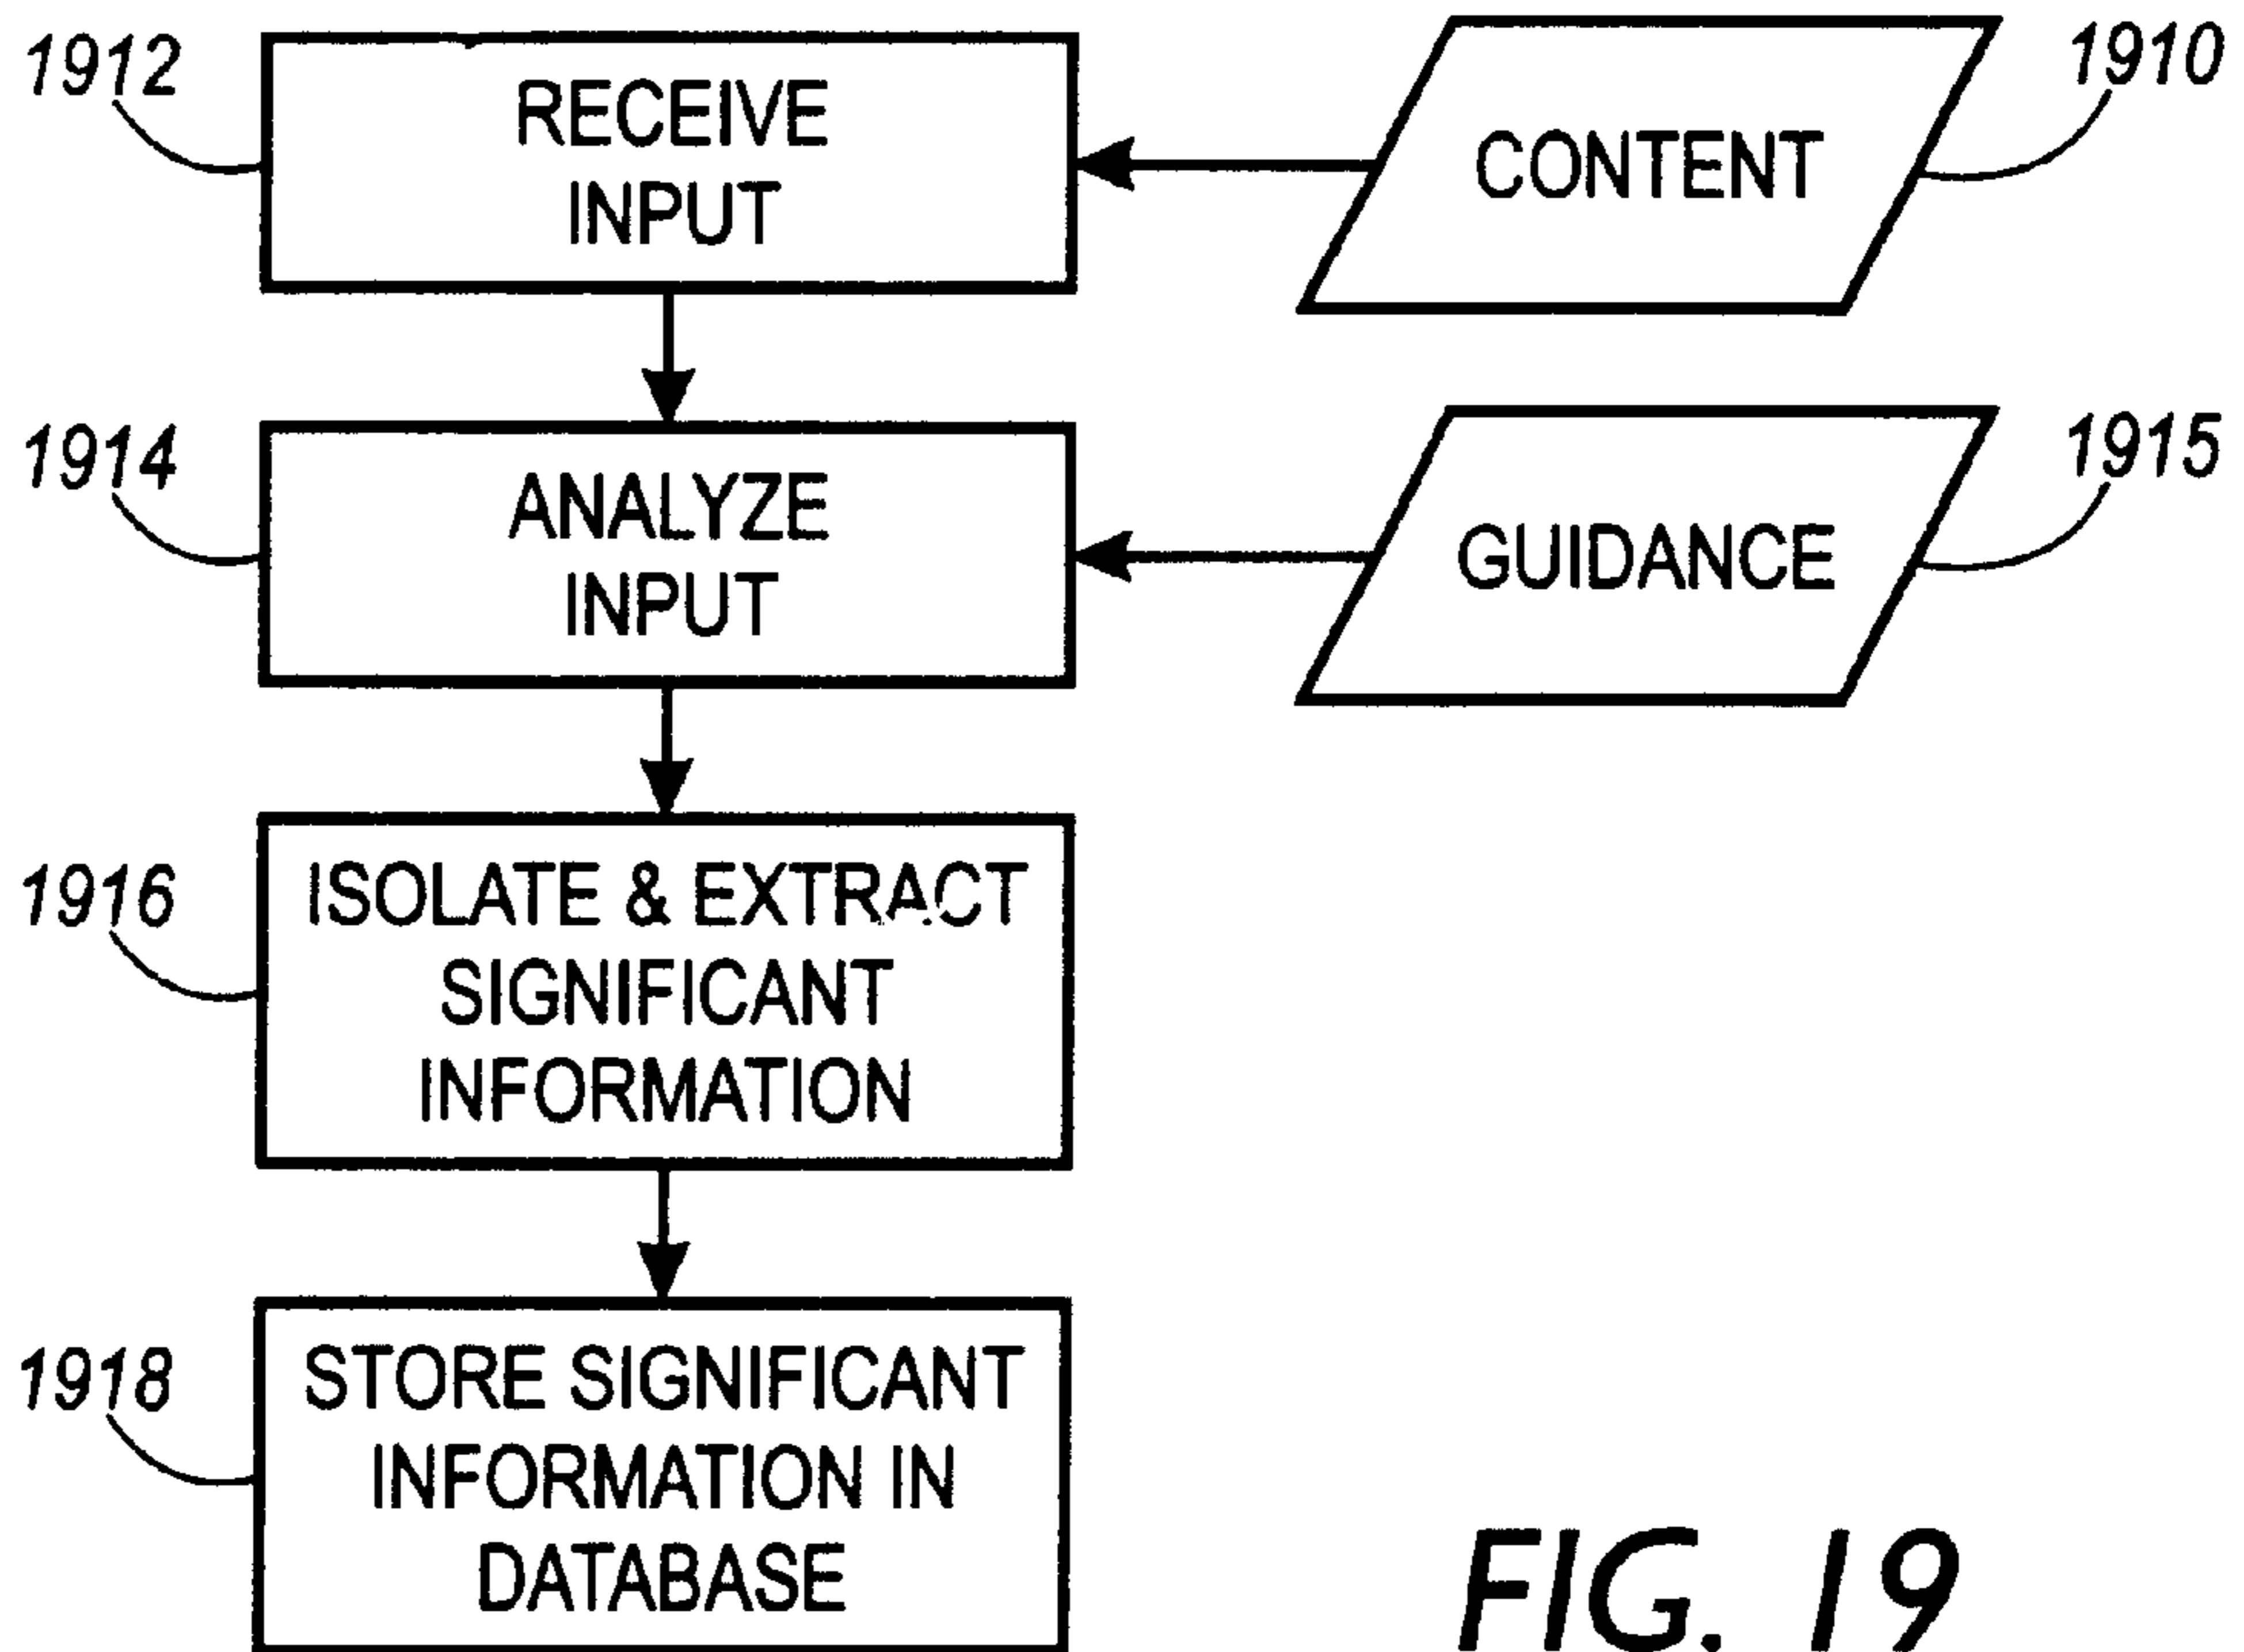 1912
RECEIVE
INPUT
CONTENT
1910
1914
ANALYZE
INPUT
GUIDANCE
1915
1916
ISOLATE & EXTRACT
SIGNIFICANT
INFORMATION
1918
STORE SIGNIFICANT
INFORMATION IN
DATABASE
FIG. 19